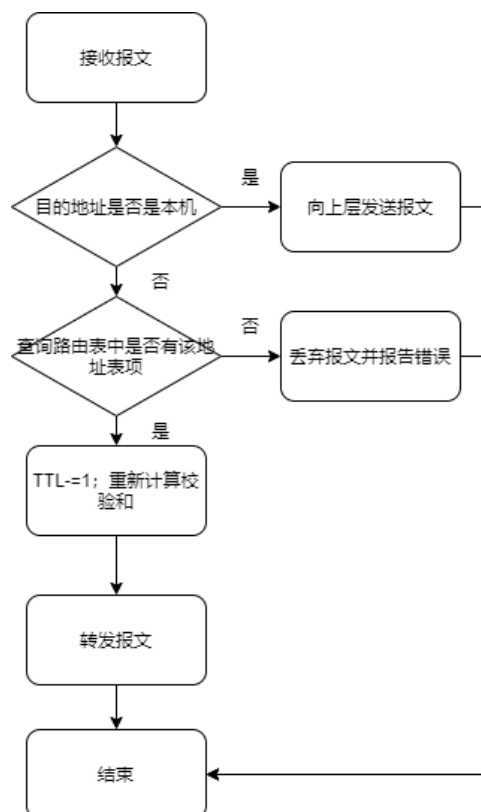 接收报文
是
目的地址是否是本机
向上层发送报文
否
否
查询路由表中是否有该地
址表项
丢弃报文并报告错误
是
TTL-=1；重新计算校
验和
转发报文
结束